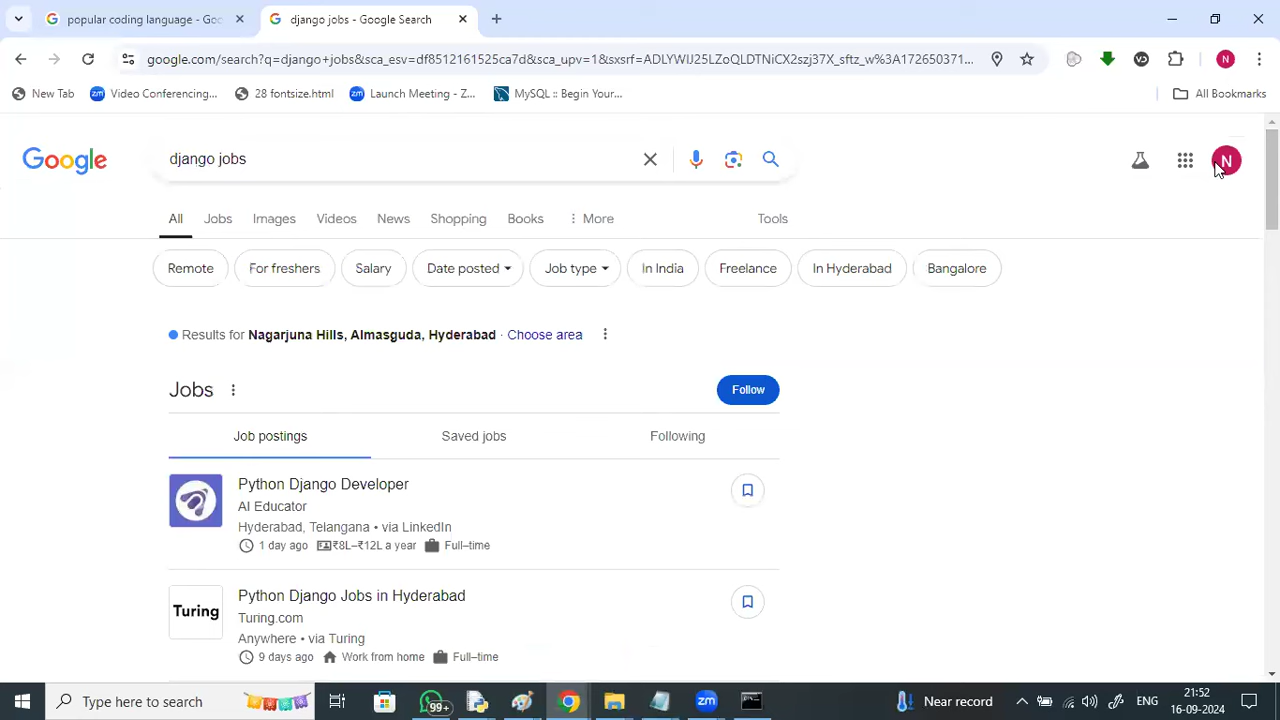 popular coding language - Goo
django jobs - Google Search
google.com/search?q=django+jobs&sca_esv=df8512161525ca7d&sca_upv=1&sxsrf=ADLYWIJ25LZoQLDTNiCX2szj37X_sftz_w%3A172650371...
N
New Tab
Video Conferencing...
28 fontsize.html
Launch Meeting - Z...
MySQL :: Begin Your...
All Bookmarks
Google
django jobs
N
All
Jobs
Images
Videos
News
Shopping
Books
More
Tools
Remote
For freshers
Salary
Date posted
Job type
In India
Freelance
In Hyderabad
Bangalore
Results for Nagarjuna Hills, Almasguda, Hyderabad · Choose area
Jobs
Follow
Job postings
Saved jobs
Following
Python Django Developer
AI Educator
Hyderabad, Telangana • via LinkedIn
1 day ago ₹8L–₹12L a year Full–time
Turing
Python Django Jobs in Hyderabad
Turing.com
Anywhere • via Turing
9 days ago Work from home Full–time
Type here to search
99+
zm
Near record
ENG
21:52
16-09-2024